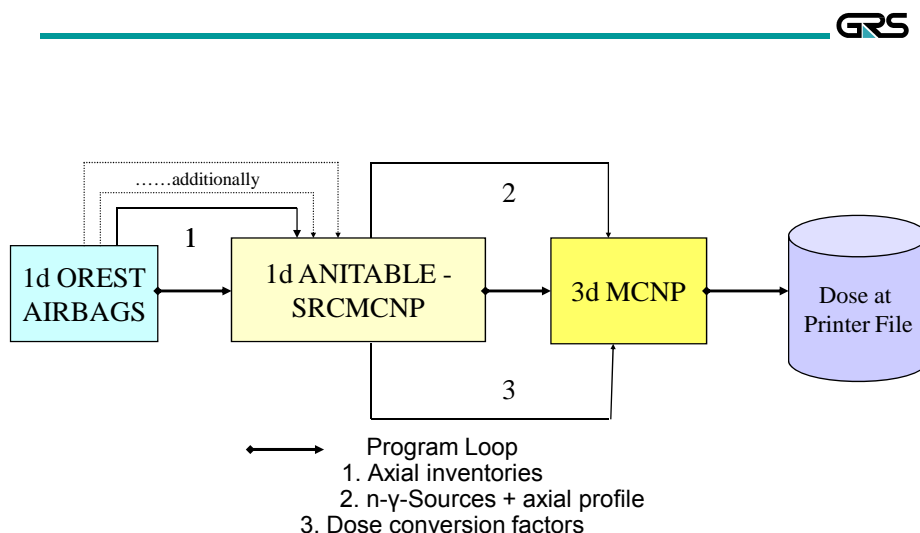 GRS
……additionally
1
2
1d OREST
AIRBAGS
1d ANITABLE -
SRCMCNP
3d MCNP
Dose at
Printer File
3
Program Loop
1. Axial inventories
2. n-γ-Sources + axial profile
3. Dose conversion factors